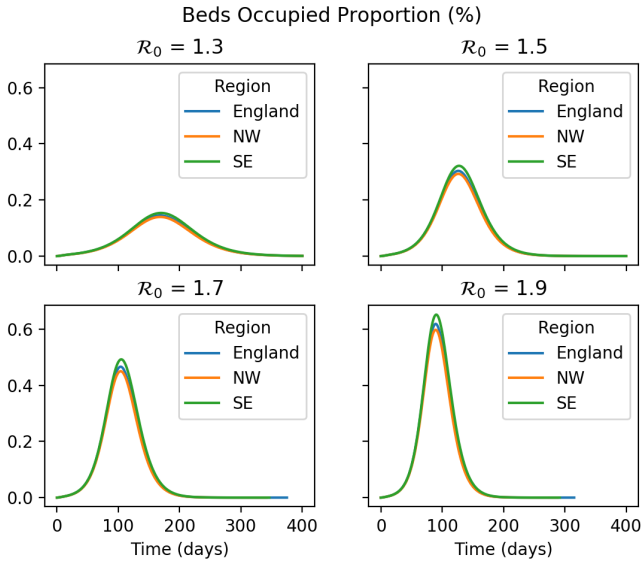 Beds Occupied Proportion (%)
ℛ₀ = 1.3
ℛ₀ = 1.5
0.6
0.4
0.2
0.0
Region
England
NW
SE
Region
England
NW
SE
ℛ₀ = 1.7
ℛ₀ = 1.9
0.6
0.4
0.2
0.0
Region
England
NW
SE
Region
England
NW
SE
0 100 200 300 400
0 100 200 300 400
Time (days)
Time (days)